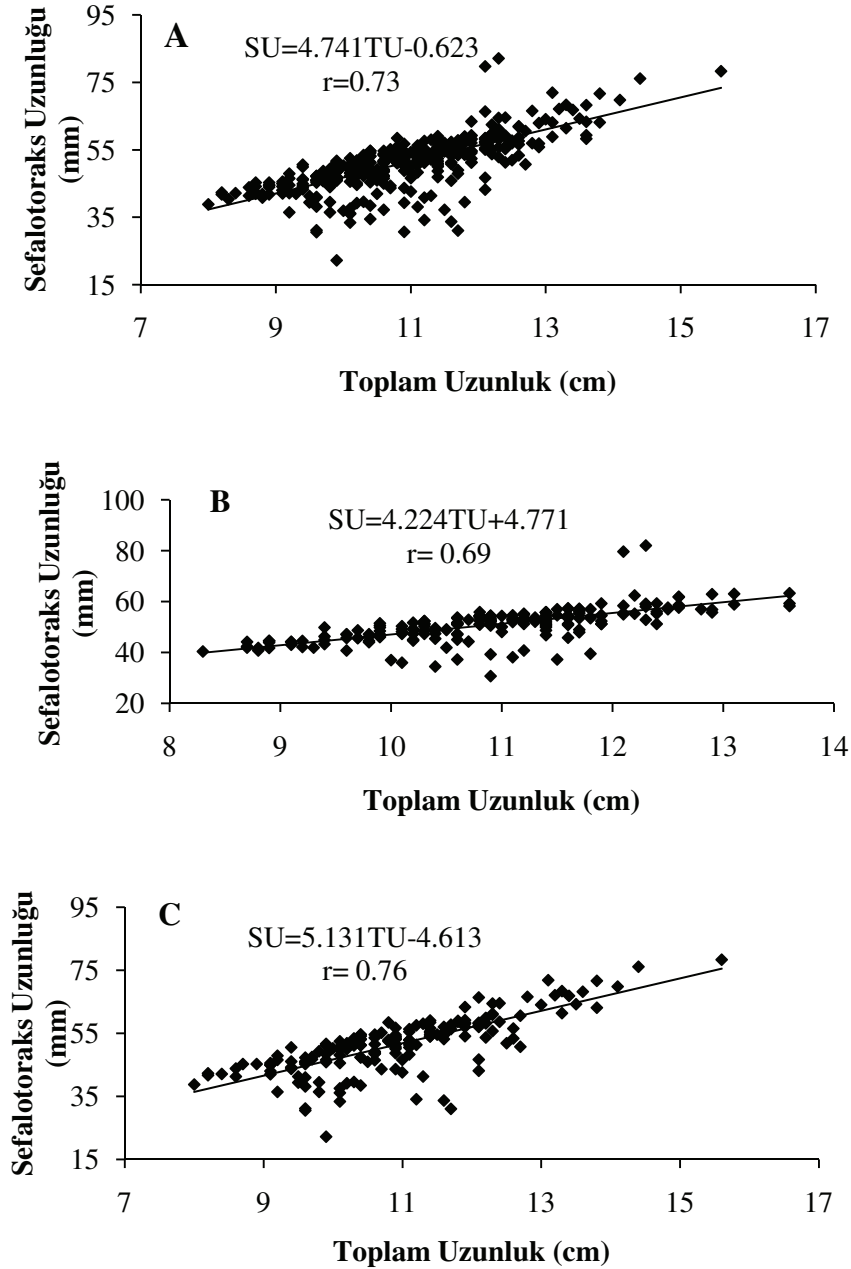 A
SU=4.741TU-0.623
r=0.73
Sefalotoraks Uzunluğu
(mm)
95
75
55
35
15
7 9 11 13 15 17
Toplam Uzunluk (cm)
B
SU=4.224TU+4.771
r= 0.69
Sefalotoraks Uzunluğu
(mm)
100
80
60
40
20
8 9 10 11 12 13 14
Toplam Uzunluk (cm)
C
SU=5.131TU-4.613
r= 0.76
Sefalotoraks Uzunluğu
(mm)
95
75
55
35
15
7 9 11 13 15 17
Toplam Uzunluk (cm)